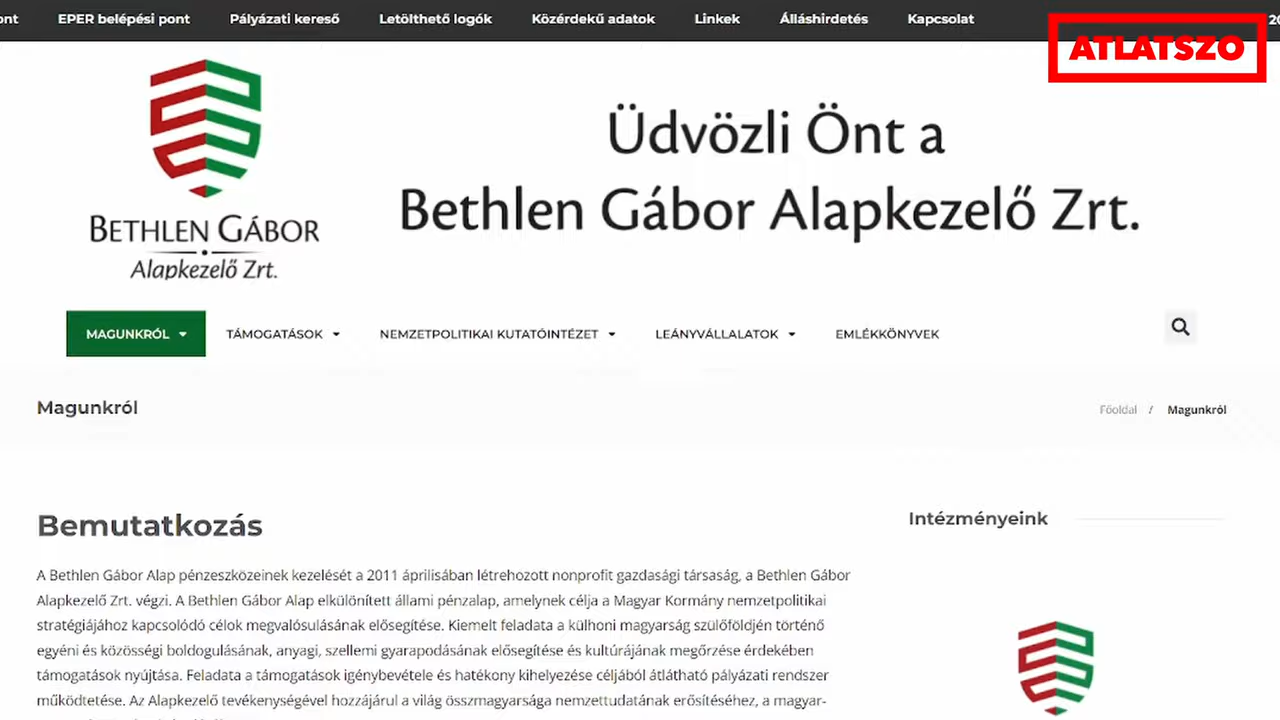 EPER belépési pont Pályázati kereső Letölthető logók Közérdekű adatok Linkek Álláshirdetés Kapcsolat
ATLATSZO
Üdvözli Önt a
Bethlen Gábor Alapkezelő Zrt.
BETHLEN GÁBOR
Alapkezelő Zrt.
MAGUNKRÓL TÁMOGATÁSOK NEMZETPOLITIKAI KUTATÓINTÉZET LEÁNYVÁLLALATOK EMLÉKKÖNYVEK
Magunkról
Főoldal / Magunkról
Bemutatkozás
Intézményeink
A Bethlen Gábor Alap pénzeszközeinek kezelését a 2011 áprilisában létrehozott nonprofit gazdasági társaság, a Bethlen Gábor
Alapkezelő Zrt. végzi. A Bethlen Gábor Alap elkülönített állami pénzalap, amelynek célja a Magyar Kormány nemzetpolitikai
stratégiájához kapcsolódó célok megvalósulásának elősegítése. Kiemelt feladata a külhoni magyarság szülőföldjén történő
egyéni és közösségi boldogulásának, anyagi, szellemi gyarapodásának elősegítése és kultúrájának megőrzése érdekében
támogatások nyújtása. Feladata a támogatások igénybevétele és hatékony kihelyezése céljából átlátható pályázati rendszer
működtetése. Az Alapkezelő tevékenységével hozzájárul a világ összmagyarsága nemzettudatának erősítéséhez, a magyar-